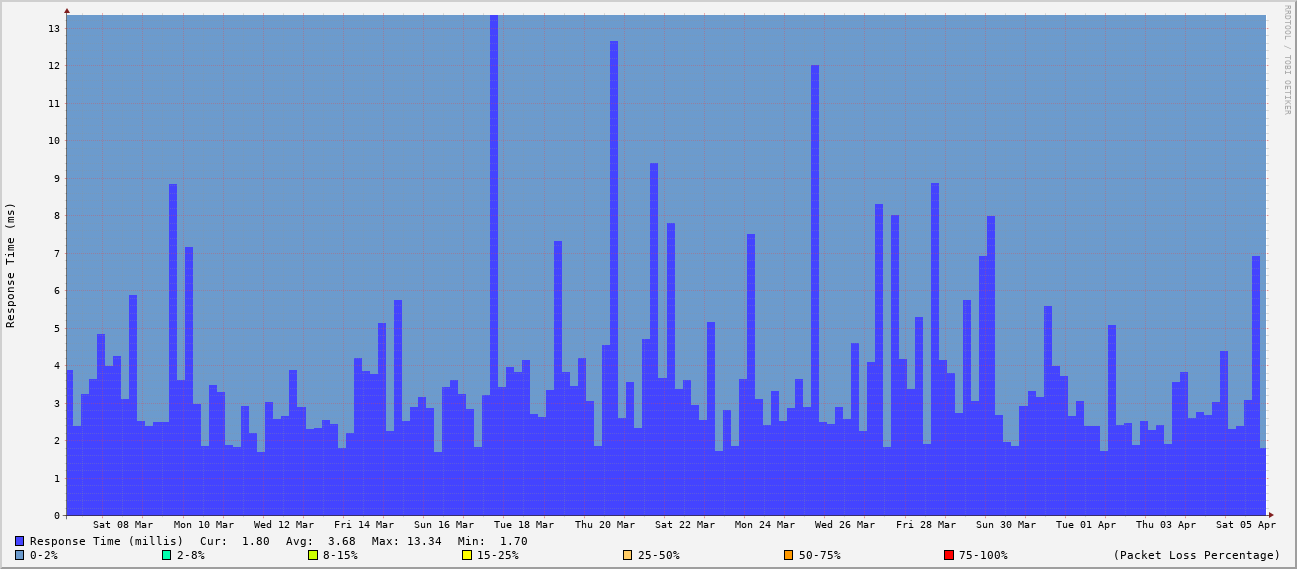 RRDTOOL / TOBI OETIKER
Response Time (ms)
13
12
11
10
9
8
7
6
5
4
3
2
1
0
Sat 08 Mar Mon 10 Mar Wed 12 Mar Fri 14 Mar Sun 16 Mar Tue 18 Mar Thu 20 Mar Sat 22 Mar Mon 24 Mar Wed 26 Mar Fri 28 Mar Sun 30 Mar Tue 01 Apr Thu 03 Apr Sat 05 Apr
Response Time (millis) Cur: 1.80 Avg: 3.68 Max: 13.34 Min: 1.70
0-2% 2-8% 8-15% 15-25% 25-50% 50-75% 75-100% (Packet Loss Percentage)